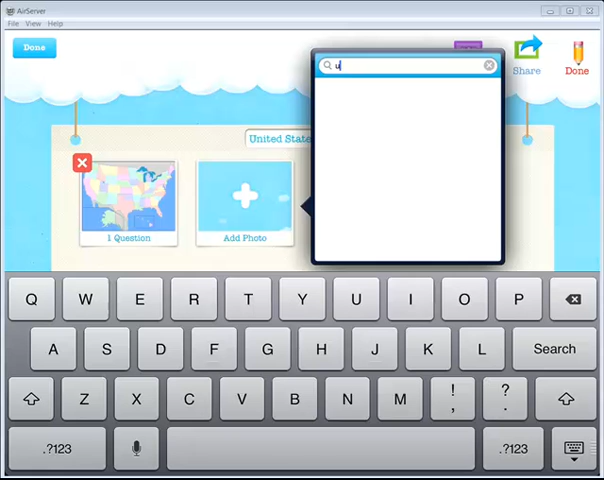 AirServer
File View Help
Done
Share
Done
u
United State
1 Question
Add Photo
Q W E R T Y U I O P
A S D F G H J K L Search
Z X C V B N M ! , ? .
.?123 .?123